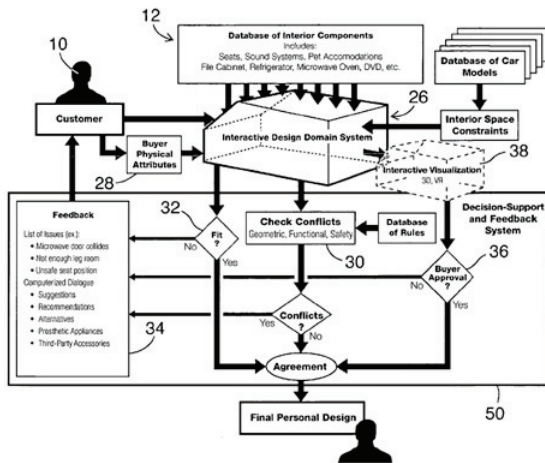 12
Database of Interior Components
Includes:
Seats, Sound Systems, Pet Accomodations
File Cabinet, Refrigerator, Microwave Oven, DVD, etc.
Database of Car
Models
10
Customer
26
Interactive Design Domain System
Interior Space
Constraints
Buyer
Physical
Attributes
28
38
Interactive Visualization
3D, VR
Decision-Support
and Feedback
System
Feedback
List of Issues (ex):
• Microwave door collides
• Not enough leg room
• Unsafe seat position
Computerized Dialogue
• Suggestions
• Recommendations
• Alternatives
• Prosthetic Appliances
• Third-Party Accessories
34
32
Fit
?
No
Yes
Check Conflicts
Geometric, Functional, Safety
30
Database
of Rules
36
Buyer
Approval
?
No
Yes
Conflicts
?
Yes
No
Agreement
50
Final Personal Design